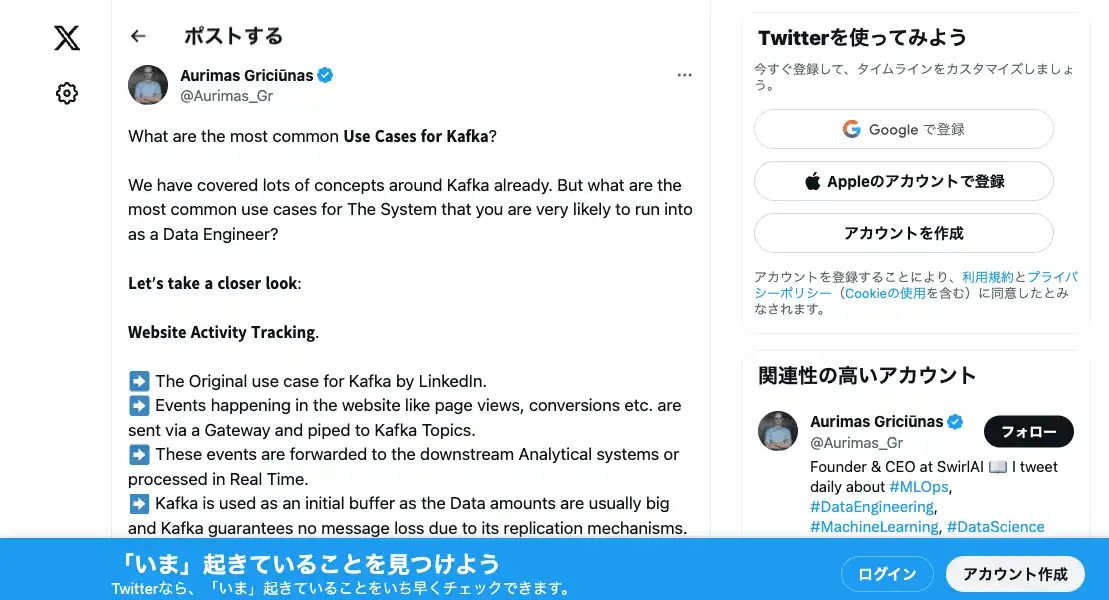 ポストする
Aurimas Griciūnas
@Aurimas_Gr
What are the most common Use Cases for Kafka?
We have covered lots of concepts around Kafka already. But what are the
most common use cases for The System that you are very likely to run into
as a Data Engineer?
Let's take a closer look:
Website Activity Tracking.
➡️ The Original use case for Kafka by LinkedIn.
➡️ Events happening in the website like page views, conversions etc. are
sent via a Gateway and piped to Kafka Topics.
➡️ These events are forwarded to the downstream Analytical systems or
processed in Real Time.
➡️ Kafka is used as an initial buffer as the Data amounts are usually big
and Kafka guarantees no message loss due to its replication mechanisms.
Twitterを使ってみよう
今すぐ登録して、タイムラインをカスタマイズしましょ
う。
Google で登録
Appleのアカウントで登録
アカウントを作成
アカウントを登録することにより、利用規約とプライバ
シーポリシー（Cookieの使用を含む）に同意したとみ
なされます。
関連性の高いアカウント
Aurimas Griciūnas
@Aurimas_Gr
フォロー
Founder & CEO at SwirlAI 📖 I tweet
daily about #MLOps,
#DataEngineering,
#MachineLearning, #DataScience
「いま」起きていることを見つけよう
Twitterなら、「いま」起きていることをいち早くチェックできます。
ログイン
アカウント作成